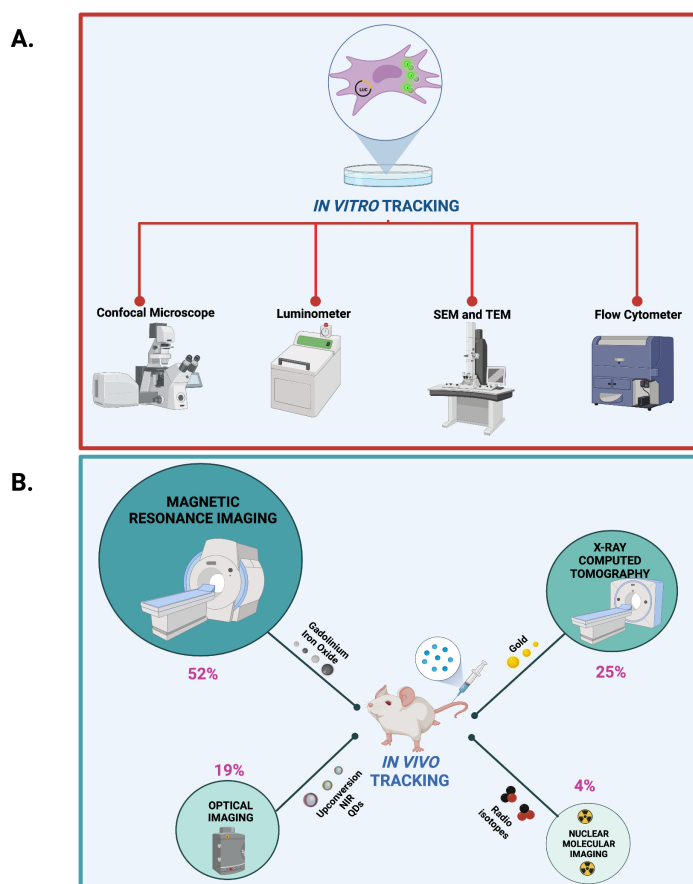 A.
LUC
IN VITRO TRACKING
Confocal Microscope
Luminometer
SEM and TEM
Flow Cytometer
B.
MAGNETIC
RESONANCE IMAGING
X-RAY
COMPUTED
TOMOGRAPHY
Gadolinium
Iron Oxide
Gold
52%
25%
IN VIVO
TRACKING
19%
OPTICAL
IMAGING
Upconversion
NIR
QDs
Radio
isotopes
4%
NUCLEAR
MOLECULAR
IMAGING